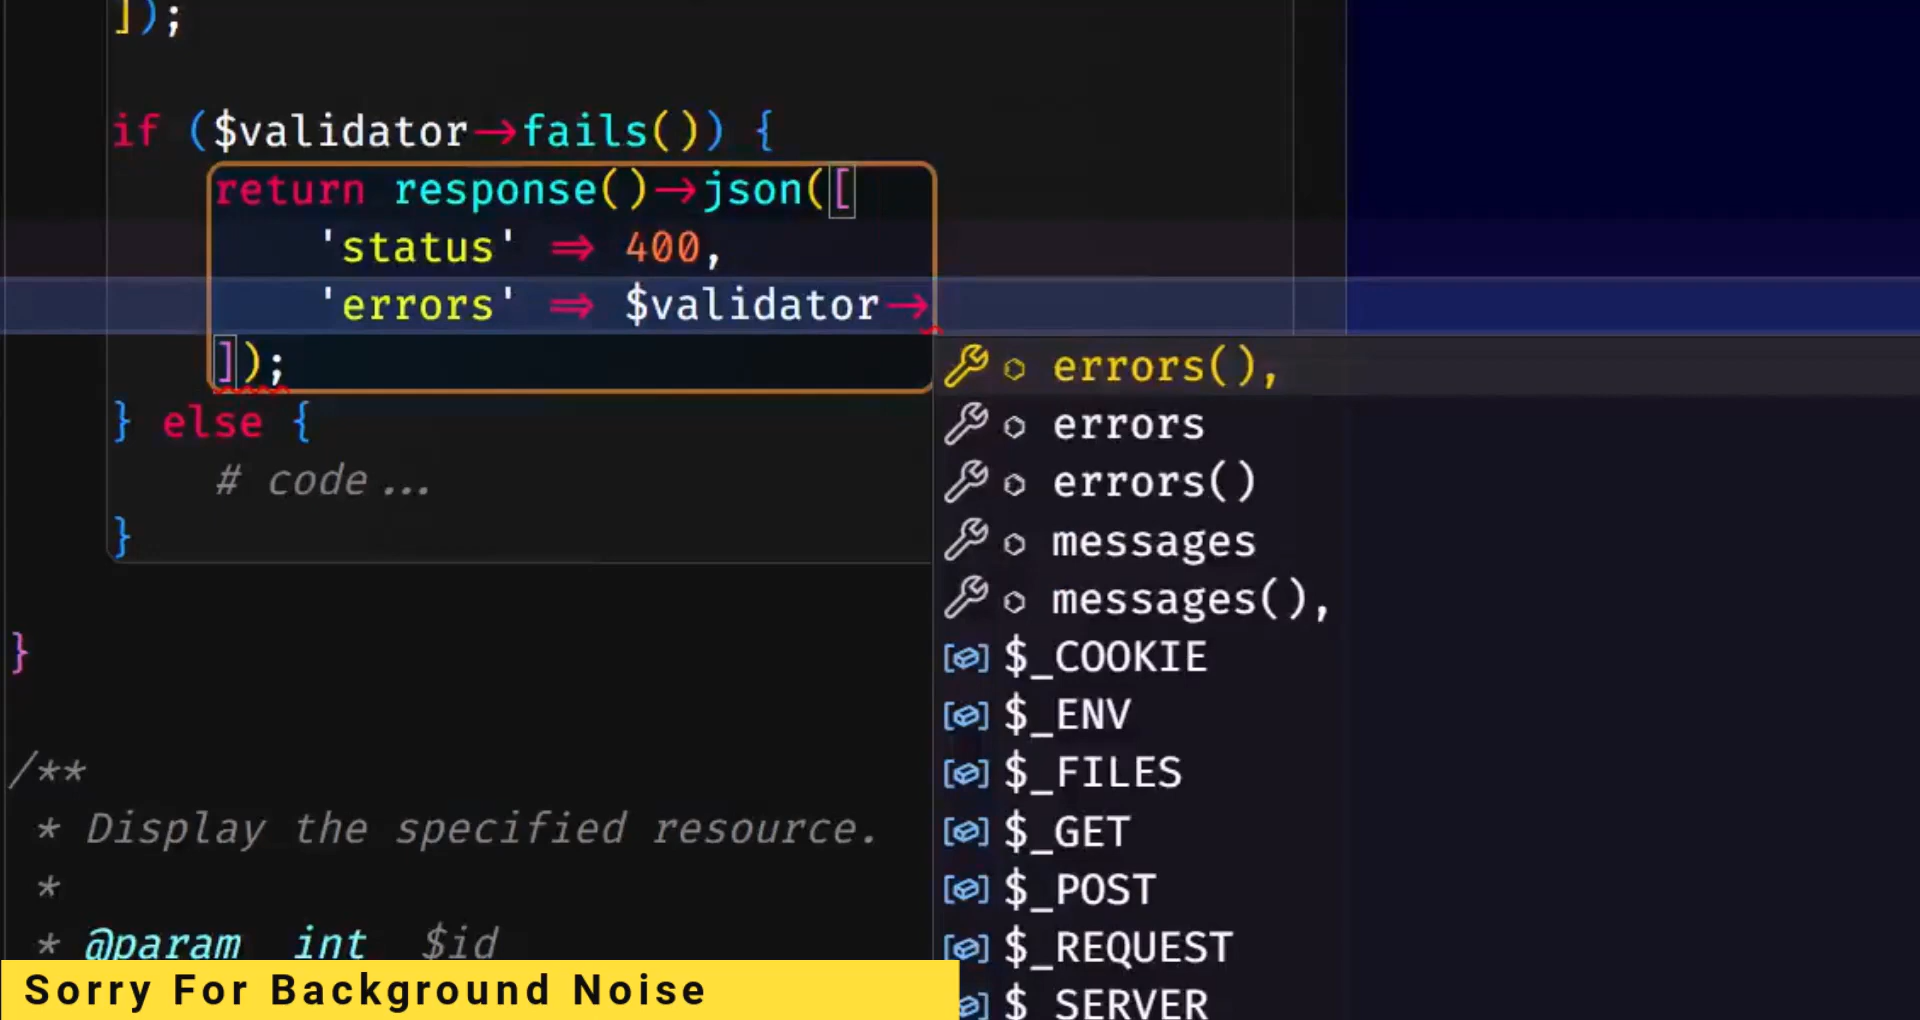 ]);
if ($validator->fails()) {
return response()->json([
'status' => 400,
'errors' => $validator->
]);
} else {
# code...
}
}
/**
* Display the specified resource.
*
* @param int $id
errors(),
errors
errors()
messages
messages(),
$_COOKIE
$_ENV
$_FILES
$_GET
$_POST
$_REQUEST
$_SERVER
Sorry For Background Noise